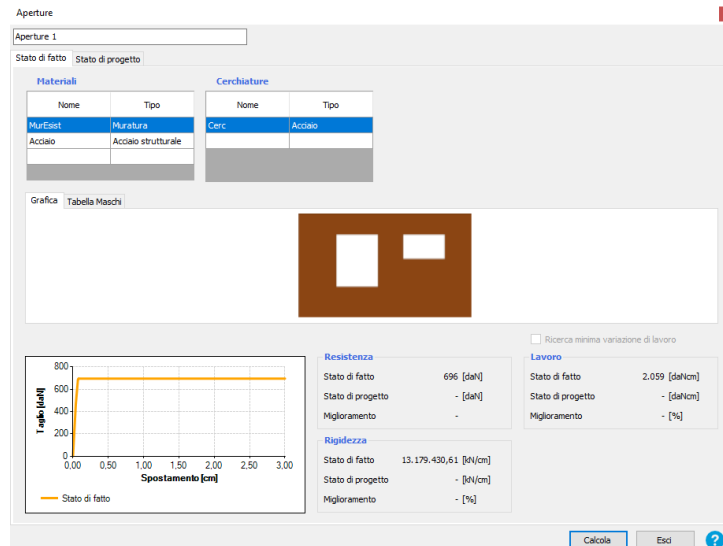 Aperture
Aperture 1
Stato di fatto Stato di progetto
Materiali
Nome Tipo
MurEsist Muratura
Acciaio Acciaio strutturale
Cerchiature
Nome Tipo
Cerc Acciaio
Grafica Tabella Maschi
Ricerca minima variazione di lavoro
800
600
400
200
0
Taglio [daN]
0,00 0,50 1,00 1,50 2,00 2,50 3,00
Spostamento [cm]
Stato di fatto
Resistenza
Stato di fatto 696 [daN]
Stato di progetto - [daN]
Miglioramento -
Rigidezza
Stato di fatto 13.179.430,61 [kN/cm]
Stato di progetto - [kN/cm]
Miglioramento - [%]
Lavoro
Stato di fatto 2.059 [daNcm]
Stato di progetto - [daNcm]
Miglioramento - [%]
Calcola Esci ?